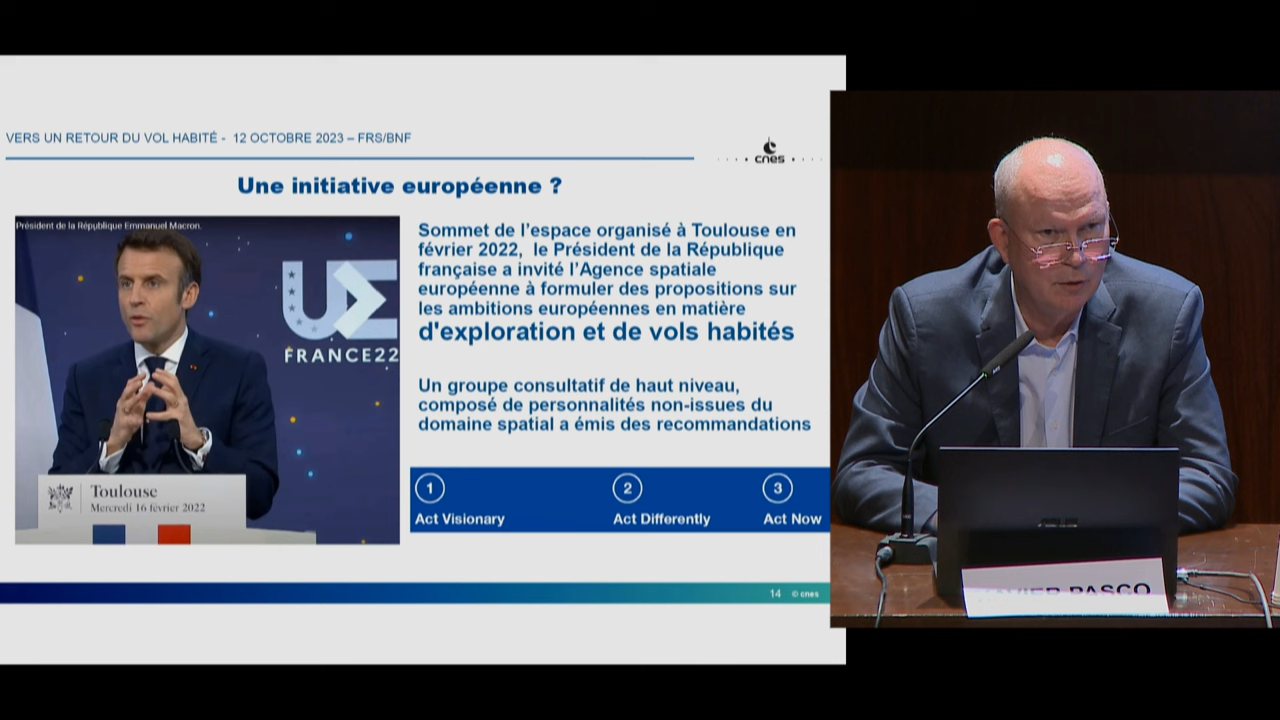 VERS UN RETOUR DU VOL HABITÉ - 12 OCTOBRE 2023 – FRS/BNF
cnes
Une initiative européenne ?
Président de la République Emmanuel Macron.
UE
FRANCE22
Toulouse
Mercredi 16 février 2022
Sommet de l'espace organisé à Toulouse en
février 2022, le Président de la République
française a invité l'Agence spatiale
européenne à formuler des propositions sur
les ambitions européennes en matière
d'exploration et de vols habités
Un groupe consultatif de haut niveau,
composé de personnalités non-issues du
domaine spatial a émis des recommandations
1
Act Visionary
2
Act Differently
3
Act Now
14 © cnes
PASCO